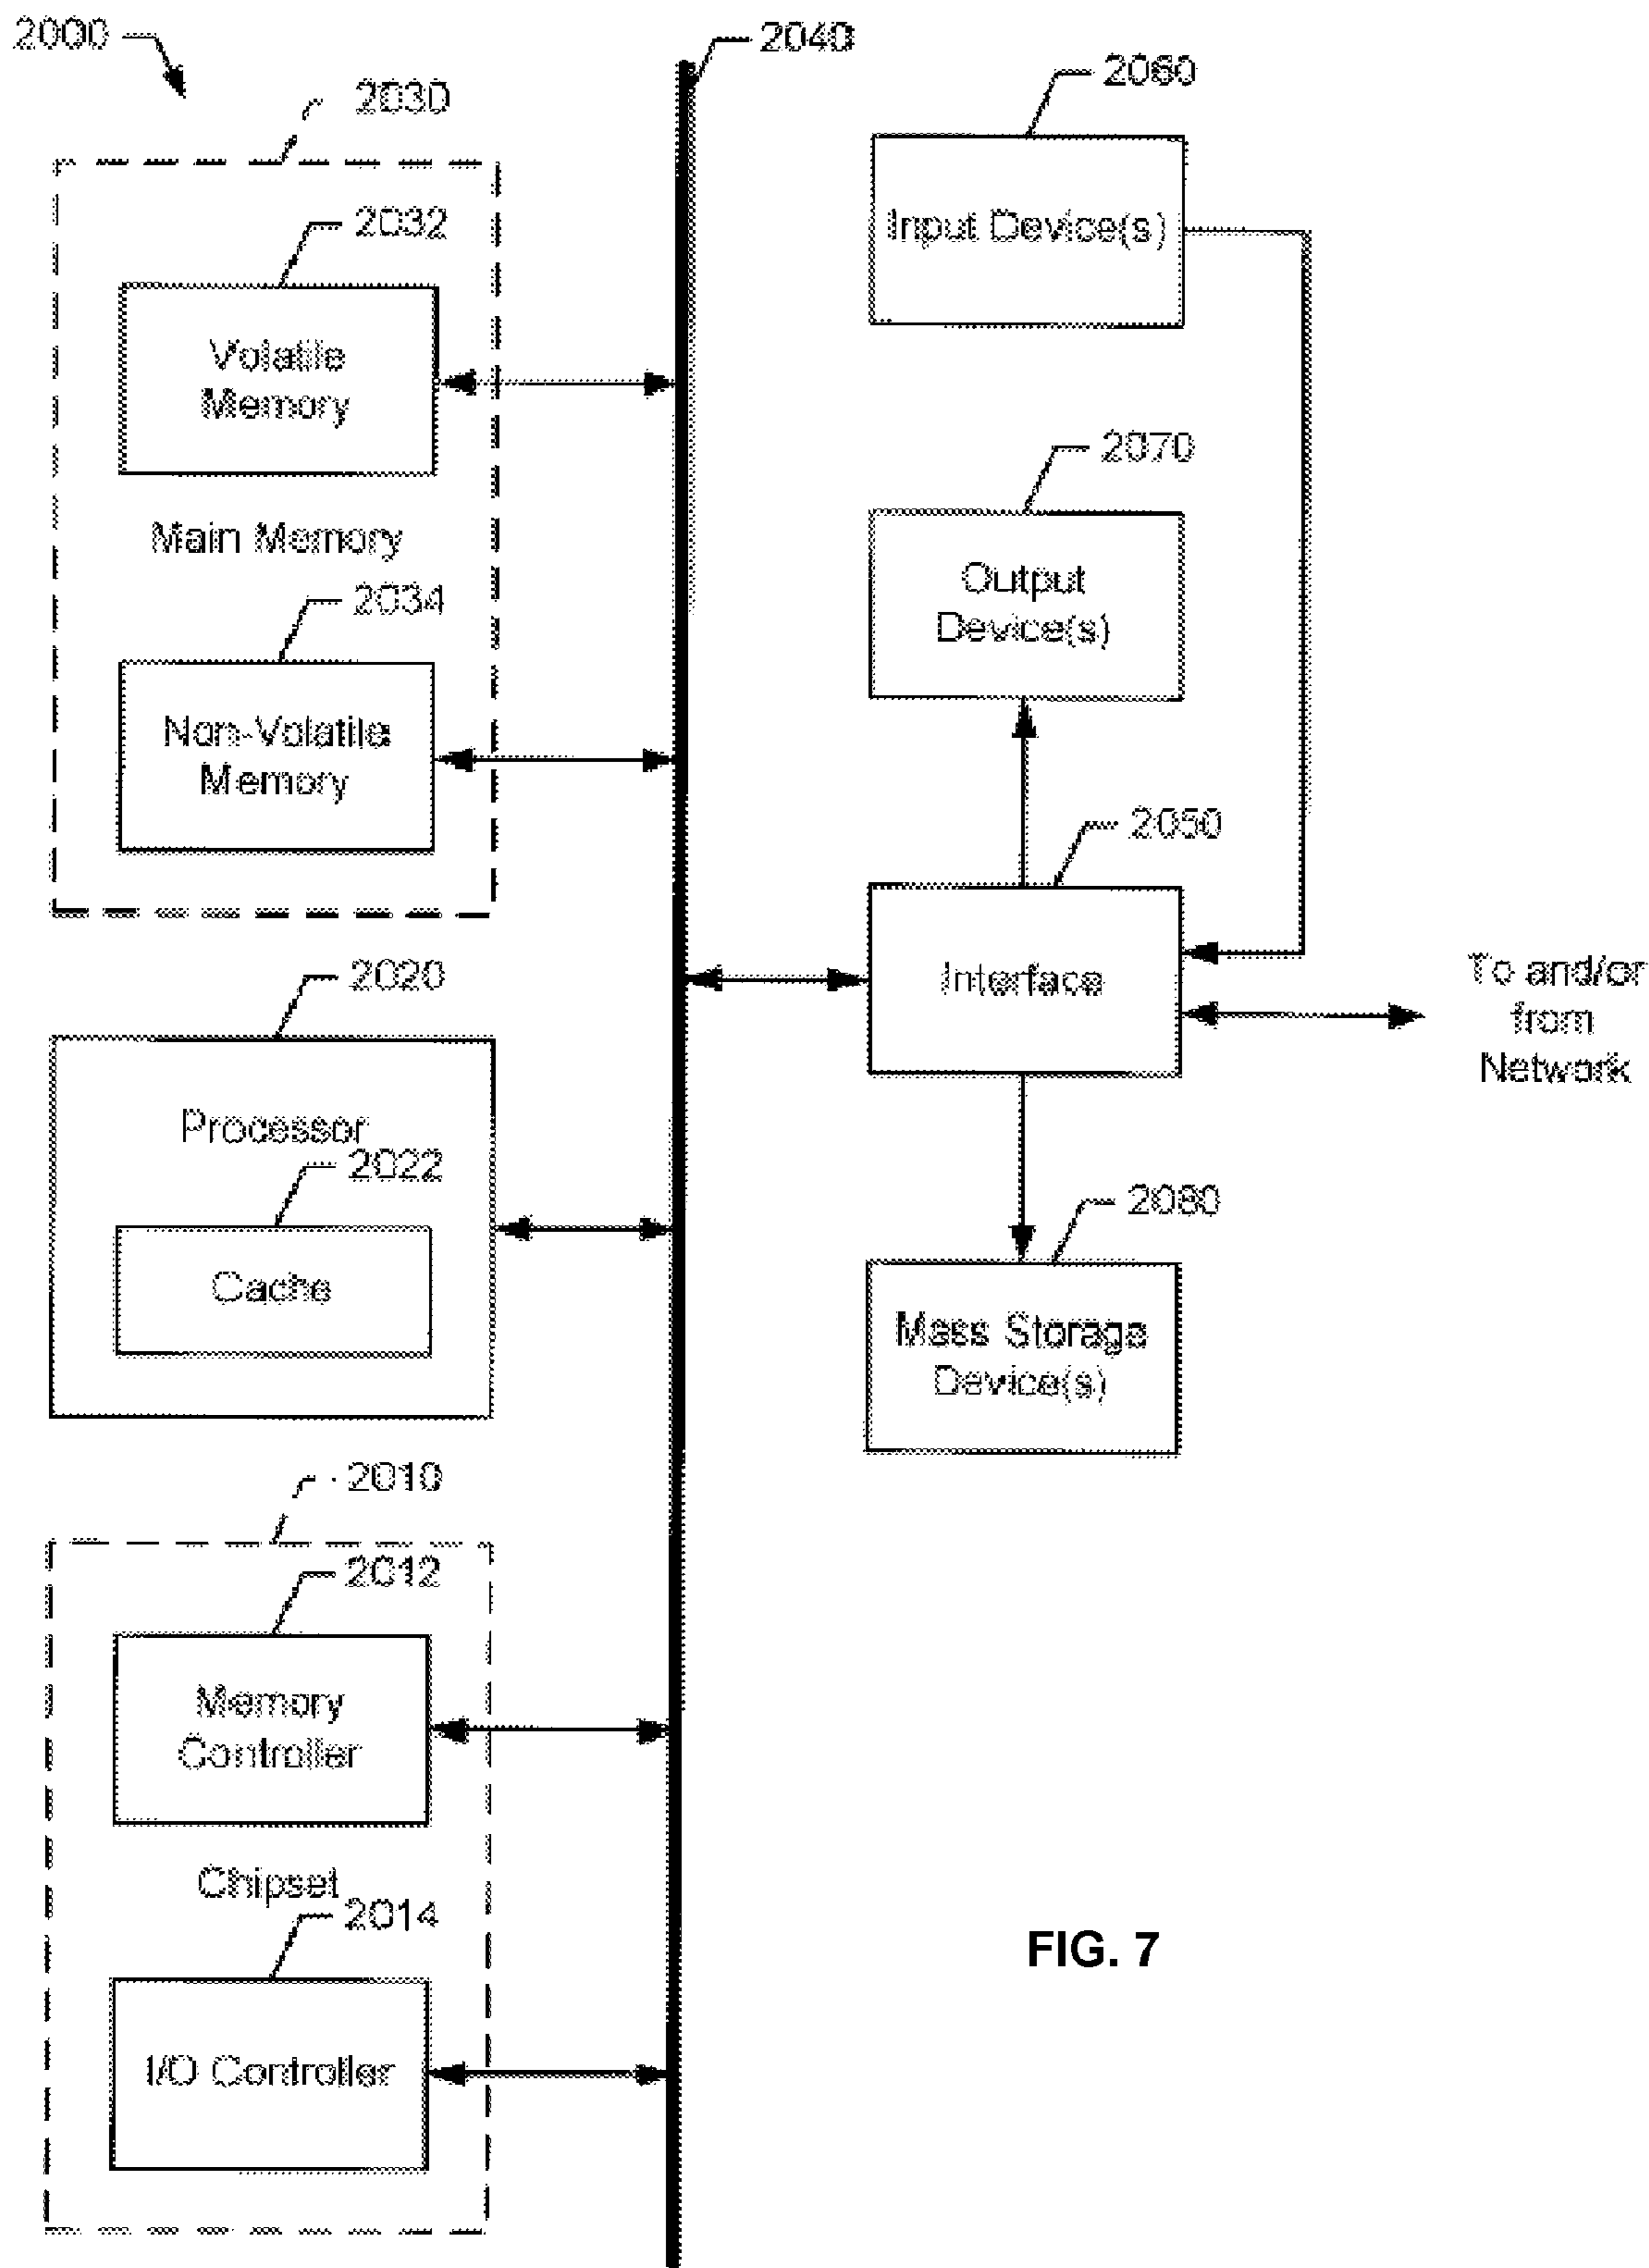 2000
2040
2030
2060
2032
Input Device(s)
Volatile
Memory
2070
Main Memory
Output
Device(s)
2034
Non-Volatile
Memory
2050
Interface
To and/or
from
Network
2020
Processor
2022
Cache
2080
Mass Storage
Device(s)
2010
2012
Memory
Controller
Chipset
2014
I/O Controller
FIG. 7